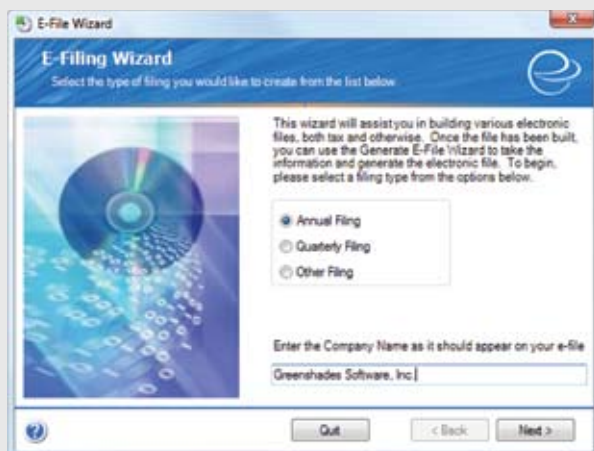 E-File Wizard
E-Filing Wizard
Select the type of filing you would like to create from the list below.
This wizard will assist you in building various electronic
files, both tax and otherwise. Once the file has been built,
you can use the Generate E-File Wizard to take the
information and generate the electronic file. To begin,
please select a filing type from the options below.
Annual Filing
Quarterly Filing
Other Filing
Enter the Company Name as it should appear on your e-file
Greenshades Software, Inc.
Quit
< Back
Next >